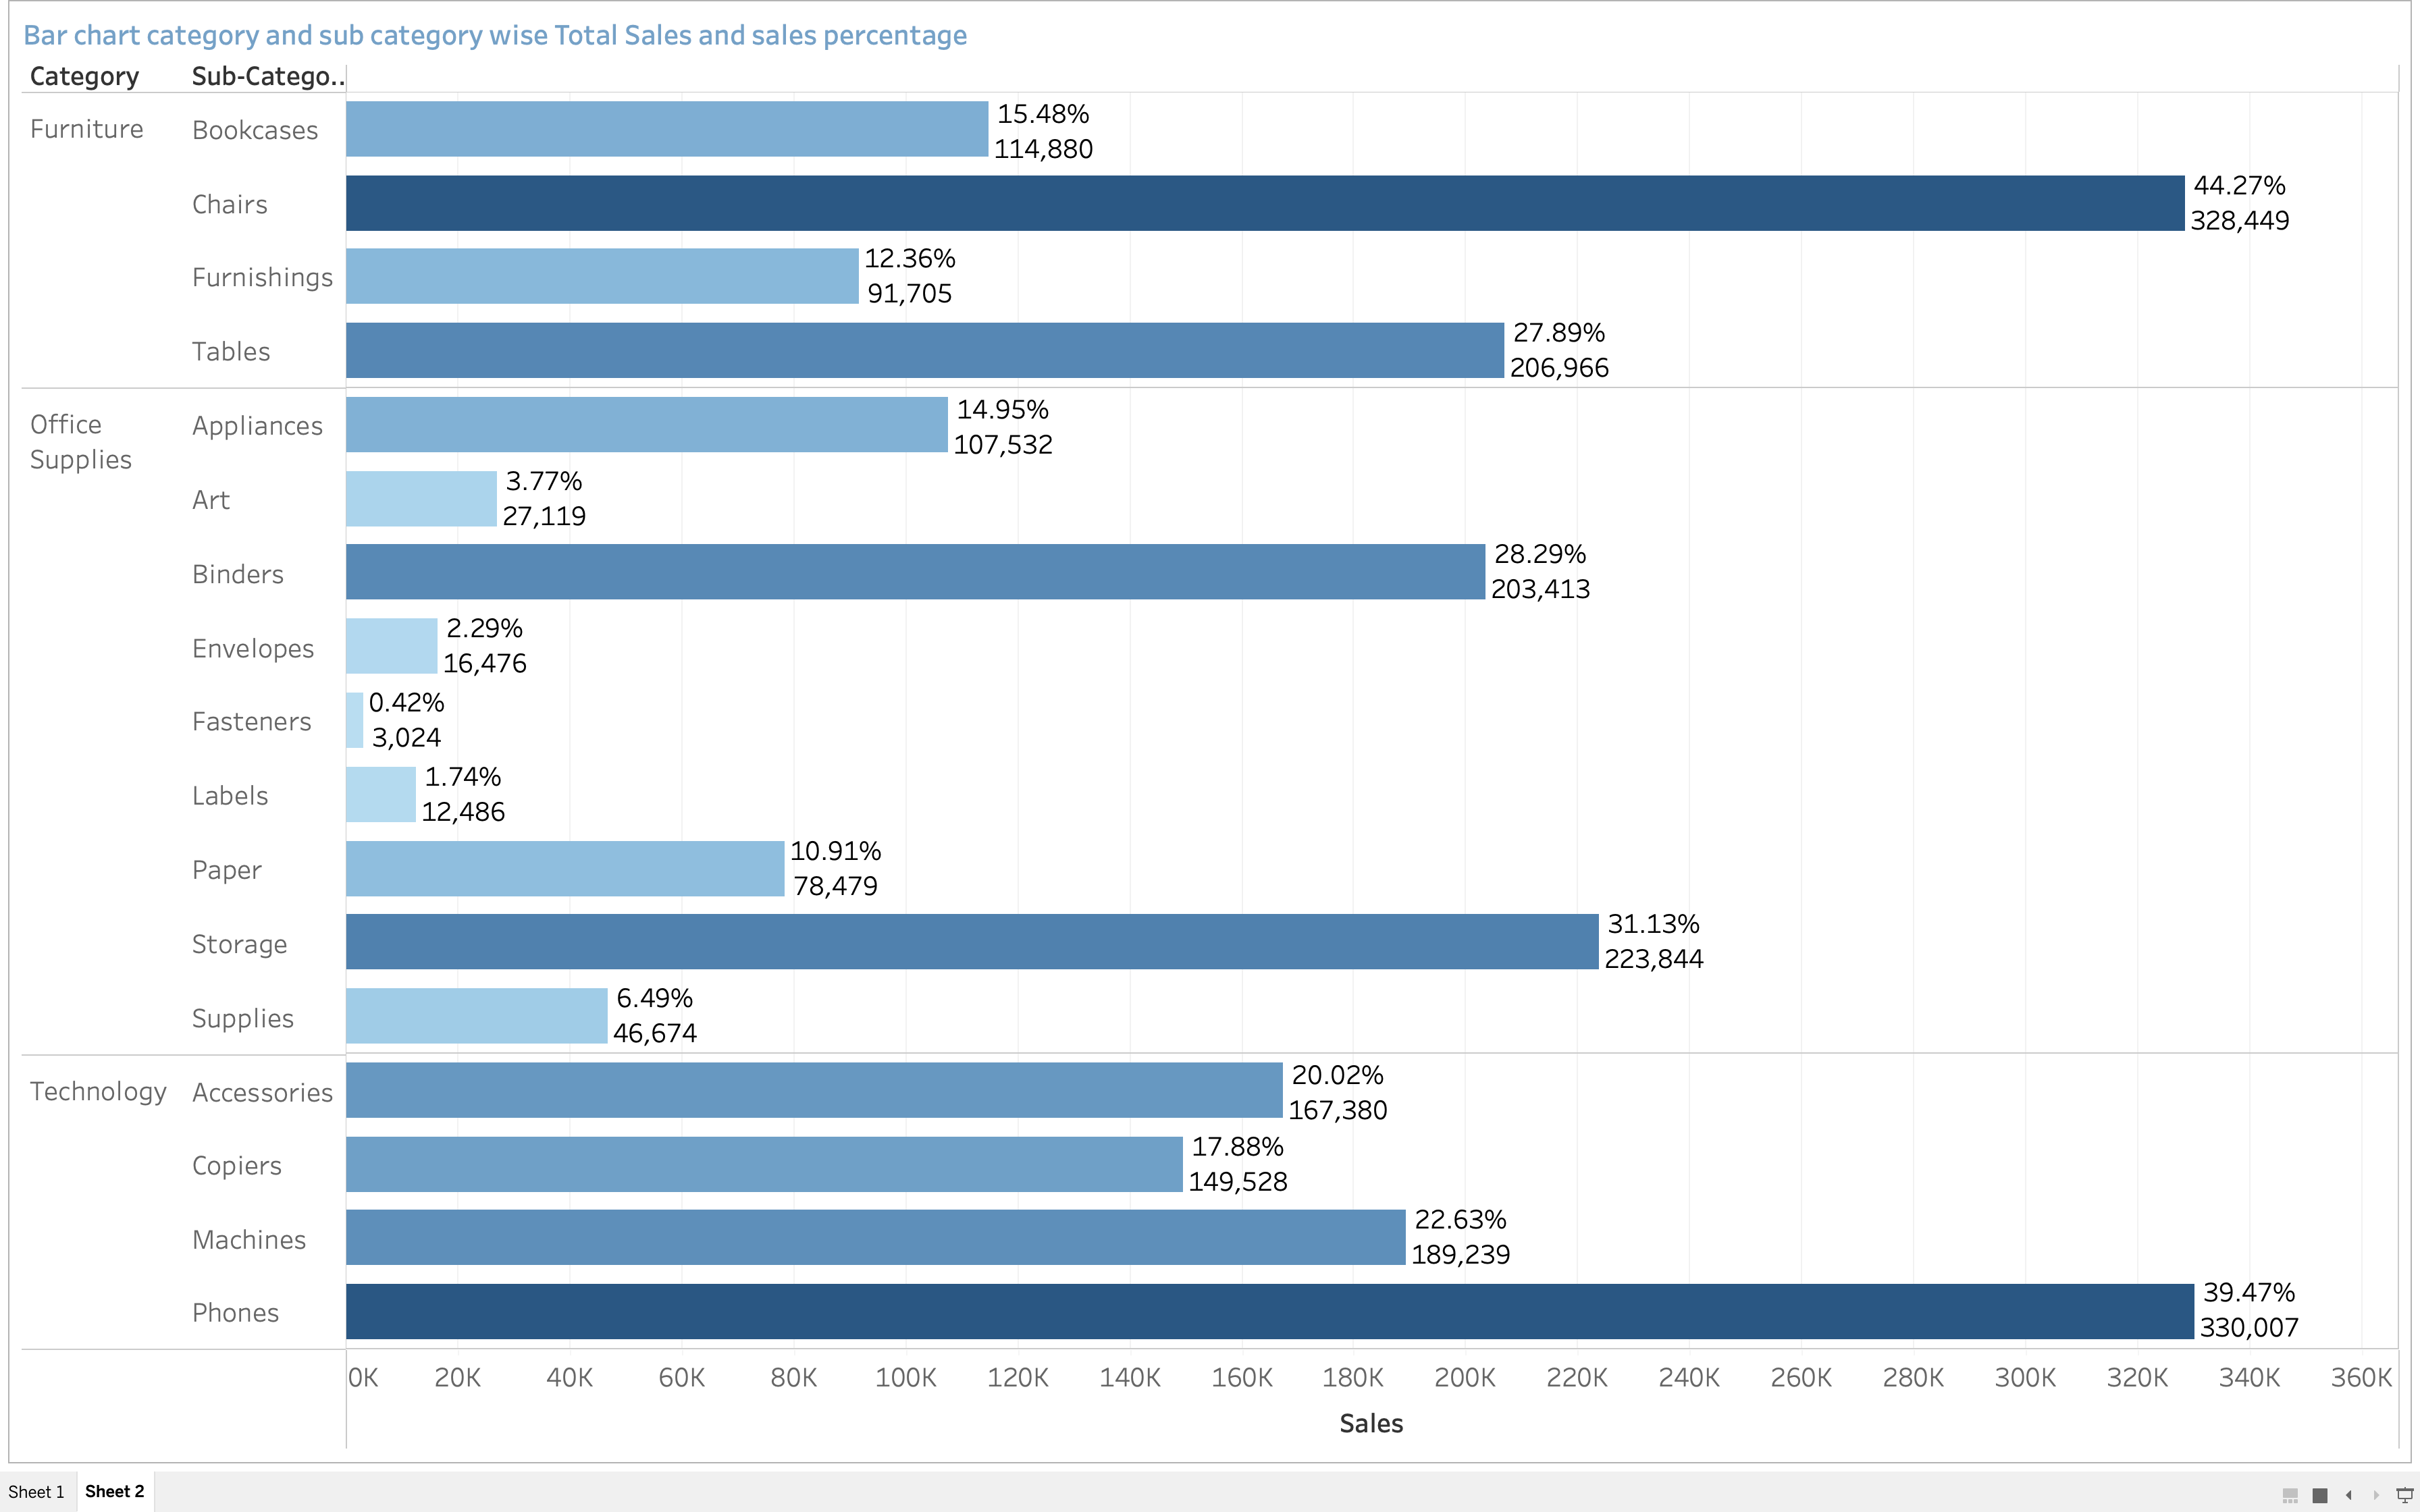 Bar chart category and sub category wise Total Sales and sales percentage
Category Sub-Catego..
Furniture Bookcases 15.48%
114,880
Chairs 44.27%
328,449
Furnishings 12.36%
91,705
Tables 27.89%
206,966
Office
Supplies
Appliances 14.95%
107,532
Art 3.77%
27,119
Binders 28.29%
203,413
Envelopes 2.29%
16,476
Fasteners 0.42%
3,024
Labels 1.74%
12,486
Paper 10.91%
78,479
Storage 31.13%
223,844
Supplies 6.49%
46,674
Technology Accessories 20.02%
167,380
Copiers 17.88%
149,528
Machines 22.63%
189,239
Phones 39.47%
330,007
0K 20K 40K 60K 80K 100K 120K 140K 160K 180K 200K 220K 240K 260K 280K 300K 320K 340K 360K
Sales
Sheet 1 Sheet 2